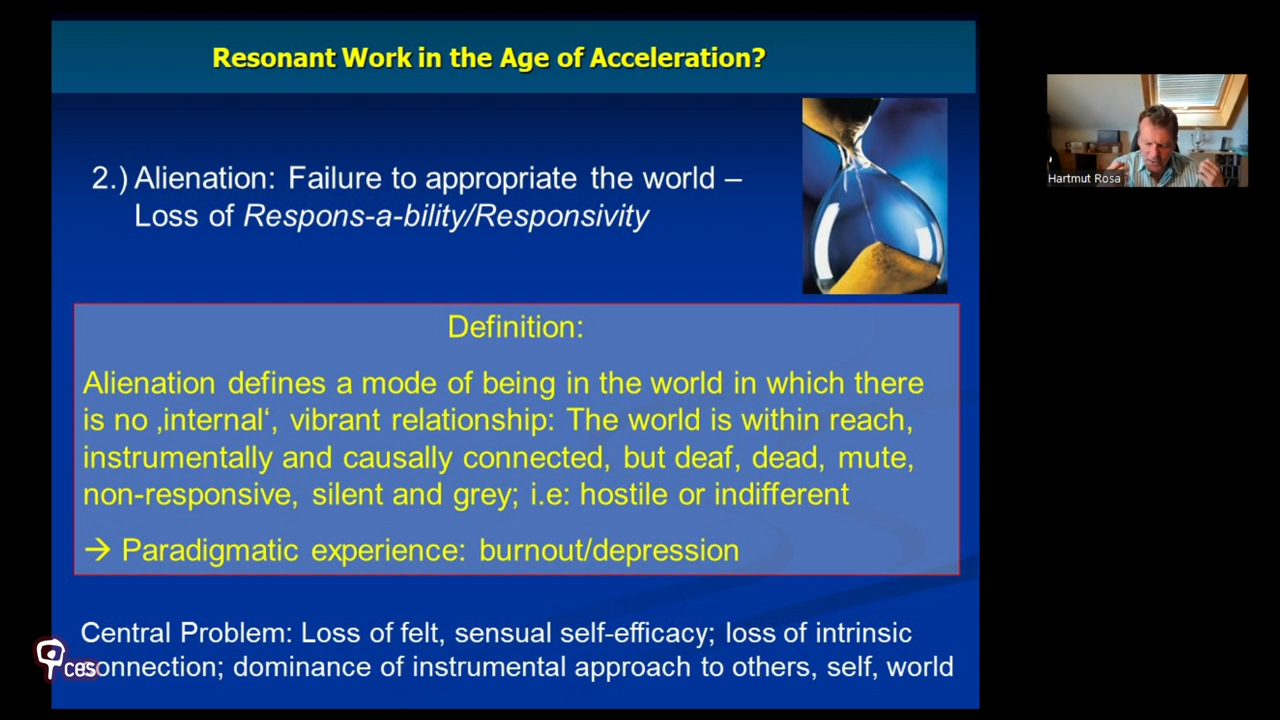 Resonant Work in the Age of Acceleration?
2.) Alienation: Failure to appropriate the world –
Loss of Respons-a-bility/Responsivity
Definition:
Alienation defines a mode of being in the world in which there
is no ‚internal‘, vibrant relationship: The world is within reach,
instrumentally and causally connected, but deaf, dead, mute,
non-responsive, silent and grey; i.e: hostile or indifferent
→ Paradigmatic experience: burnout/depression
Central Problem: Loss of felt, sensual self-efficacy; loss of intrinsic
connection; dominance of instrumental approach to others, self, world
ces
Hartmut Rosa